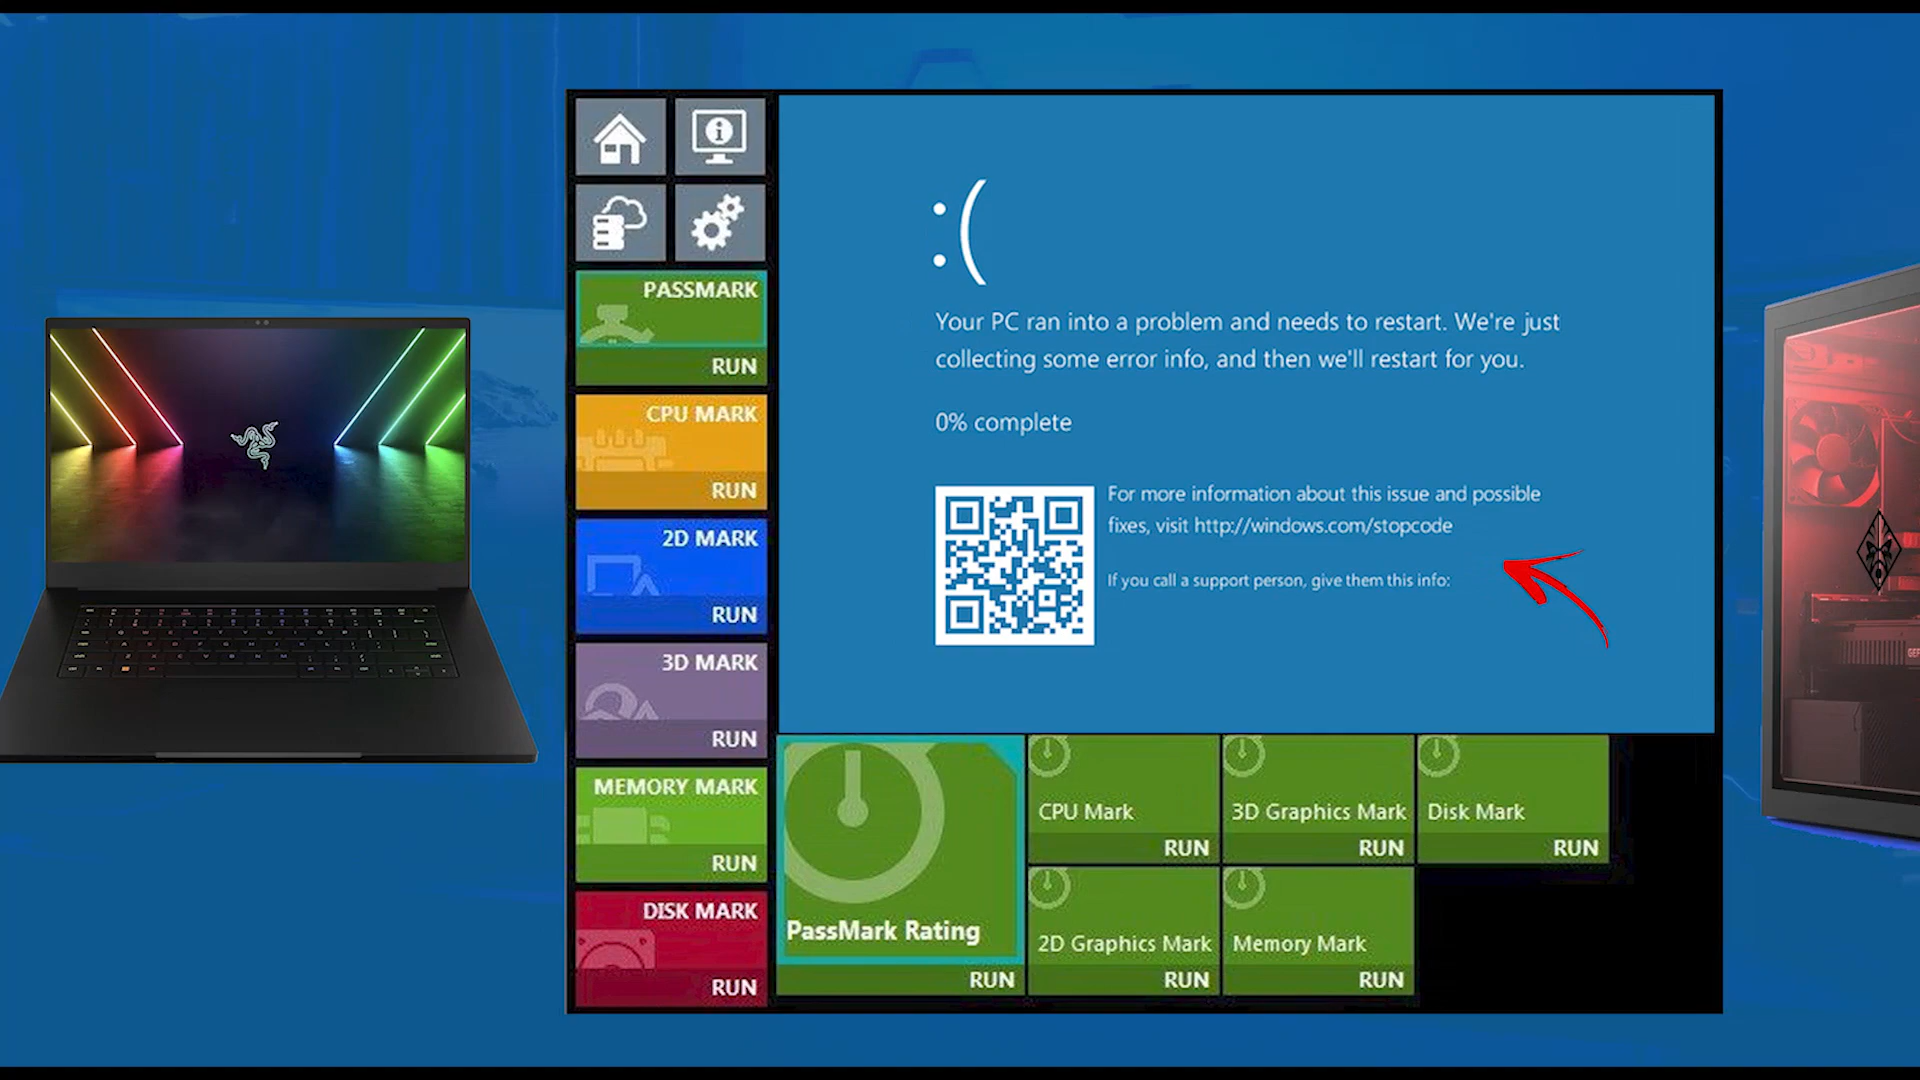 PASSMARK
RUN
CPU MARK
RUN
2D MARK
RUN
3D MARK
RUN
MEMORY MARK
RUN
DISK MARK
RUN
:(
Your PC ran into a problem and needs to restart. We're just
collecting some error info, and then we'll restart for you.
0% complete
For more information about this issue and possible
fixes, visit http://windows.com/stopcode
If you call a support person, give them this info:
PassMark Rating
RUN
CPU Mark
RUN
3D Graphics Mark
RUN
Disk Mark
RUN
2D Graphics Mark
RUN
Memory Mark
RUN